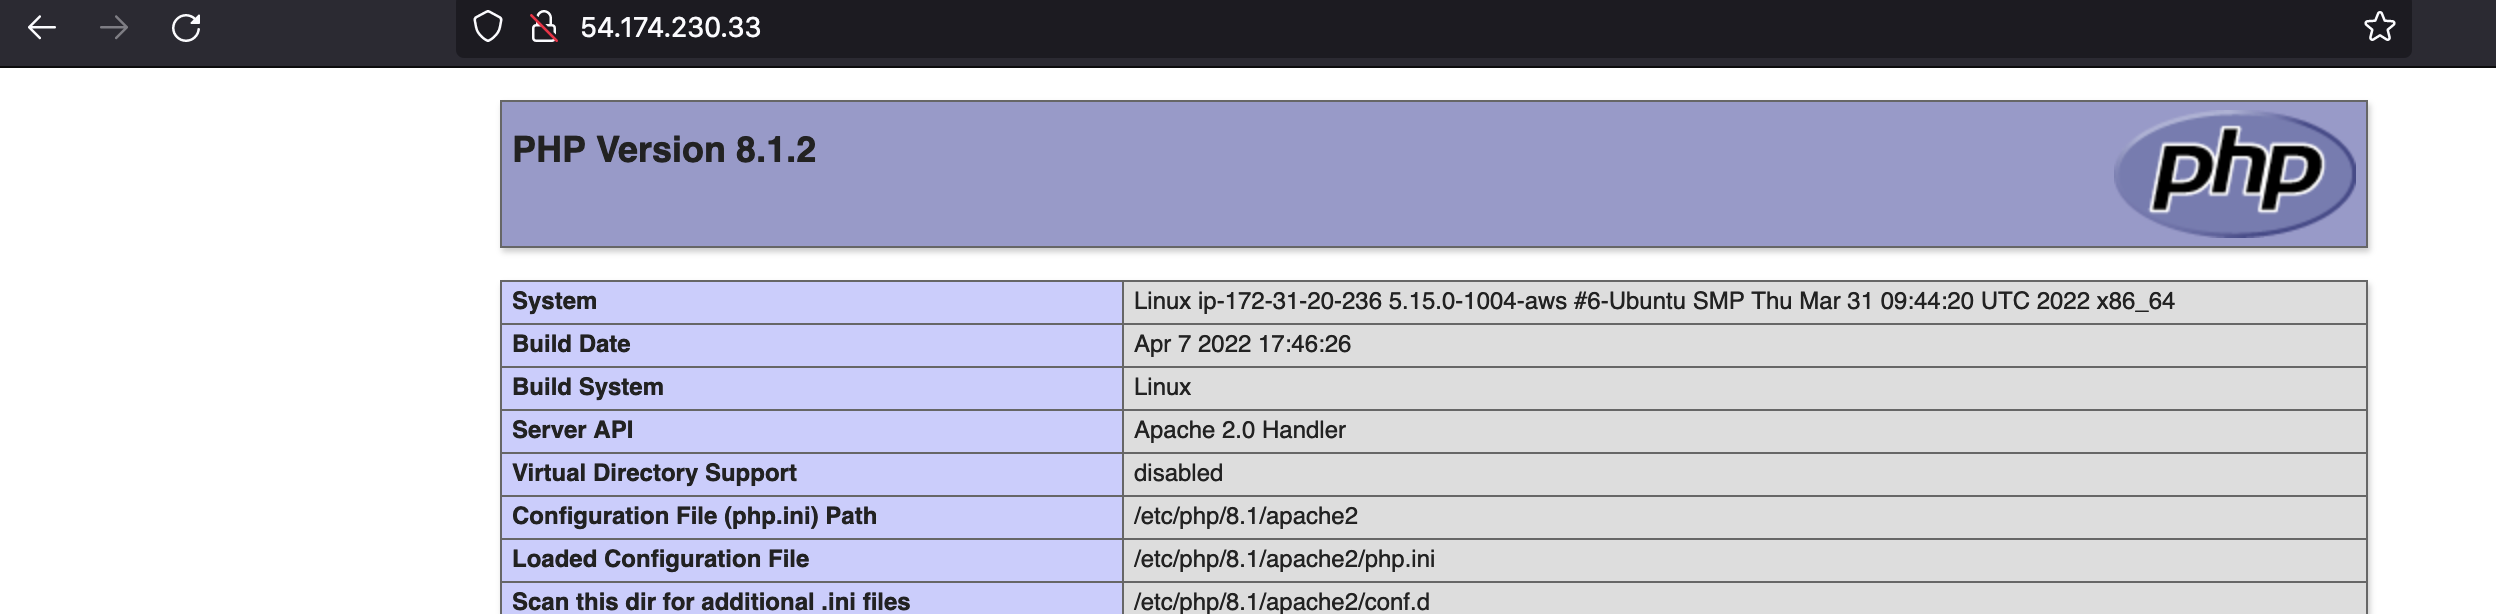 54.174.230.33
PHP Version 8.1.2
php
System Linux ip-172-31-20-236 5.15.0-1004-aws #6-Ubuntu SMP Thu Mar 31 09:44:20 UTC 2022 x86_64
Build Date Apr 7 2022 17:46:26
Build System Linux
Server API Apache 2.0 Handler
Virtual Directory Support disabled
Configuration File (php.ini) Path /etc/php/8.1/apache2
Loaded Configuration File /etc/php/8.1/apache2/php.ini
Scan this dir for additional .ini files /etc/php/8.1/apache2/conf.d